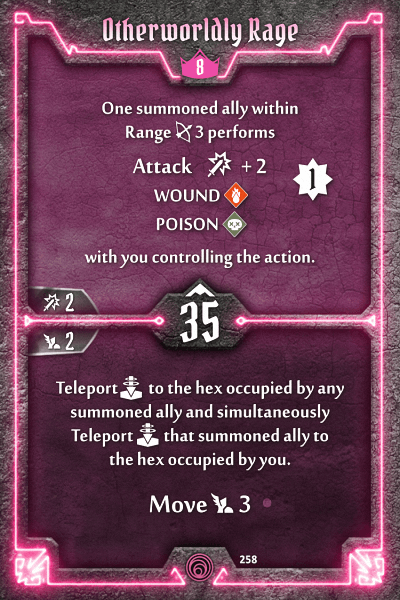 Otherworldly Rage
8
One summoned ally within
Range 3 performs
Attack +2
1
WOUND
POISON
with you controlling the action.
2
35
2
Teleport to the hex occupied by any
summoned ally and simultaneously
Teleport that summoned ally to
the hex occupied by you.
Move 3
258